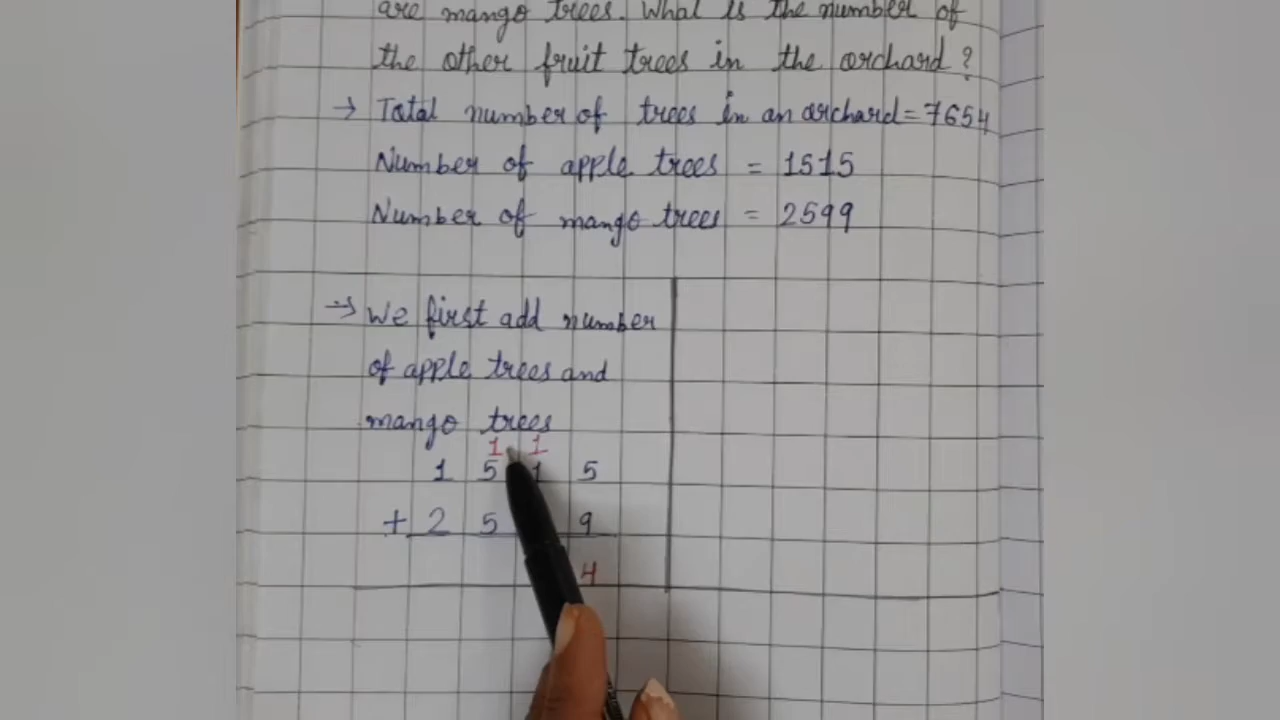 are mango trees. What is the number of
the other fruit trees in the orchard?
→ Total number of trees in an orchard = 7654
Number of apple trees = 1515
Number of mango trees = 2599
→ We first add number
of apple trees and
mango trees
1 1
1 5 1 5
+ 2 5 9
4